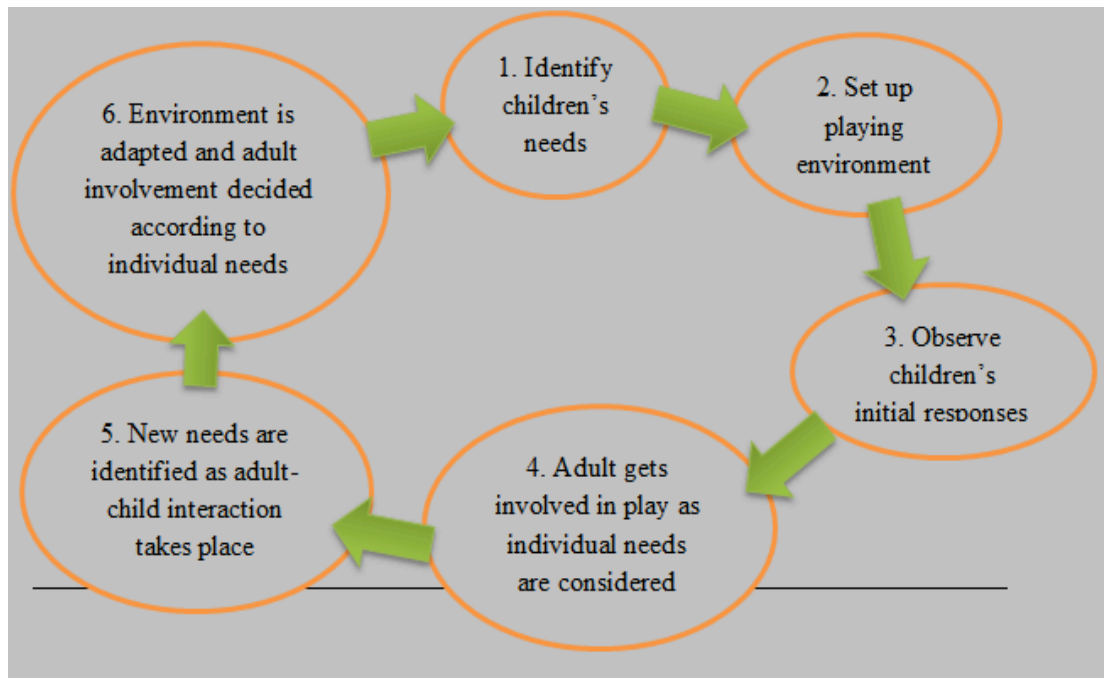 1. Identify
children’s
needs
2. Set up
playing
environment
3. Observe
children’s
initial responses
4. Adult gets
involved in play as
individual needs
are considered
5. New needs are
identified as adult-
child interaction
takes place
6. Environment is
adapted and adult
involvement decided
according to
individual needs